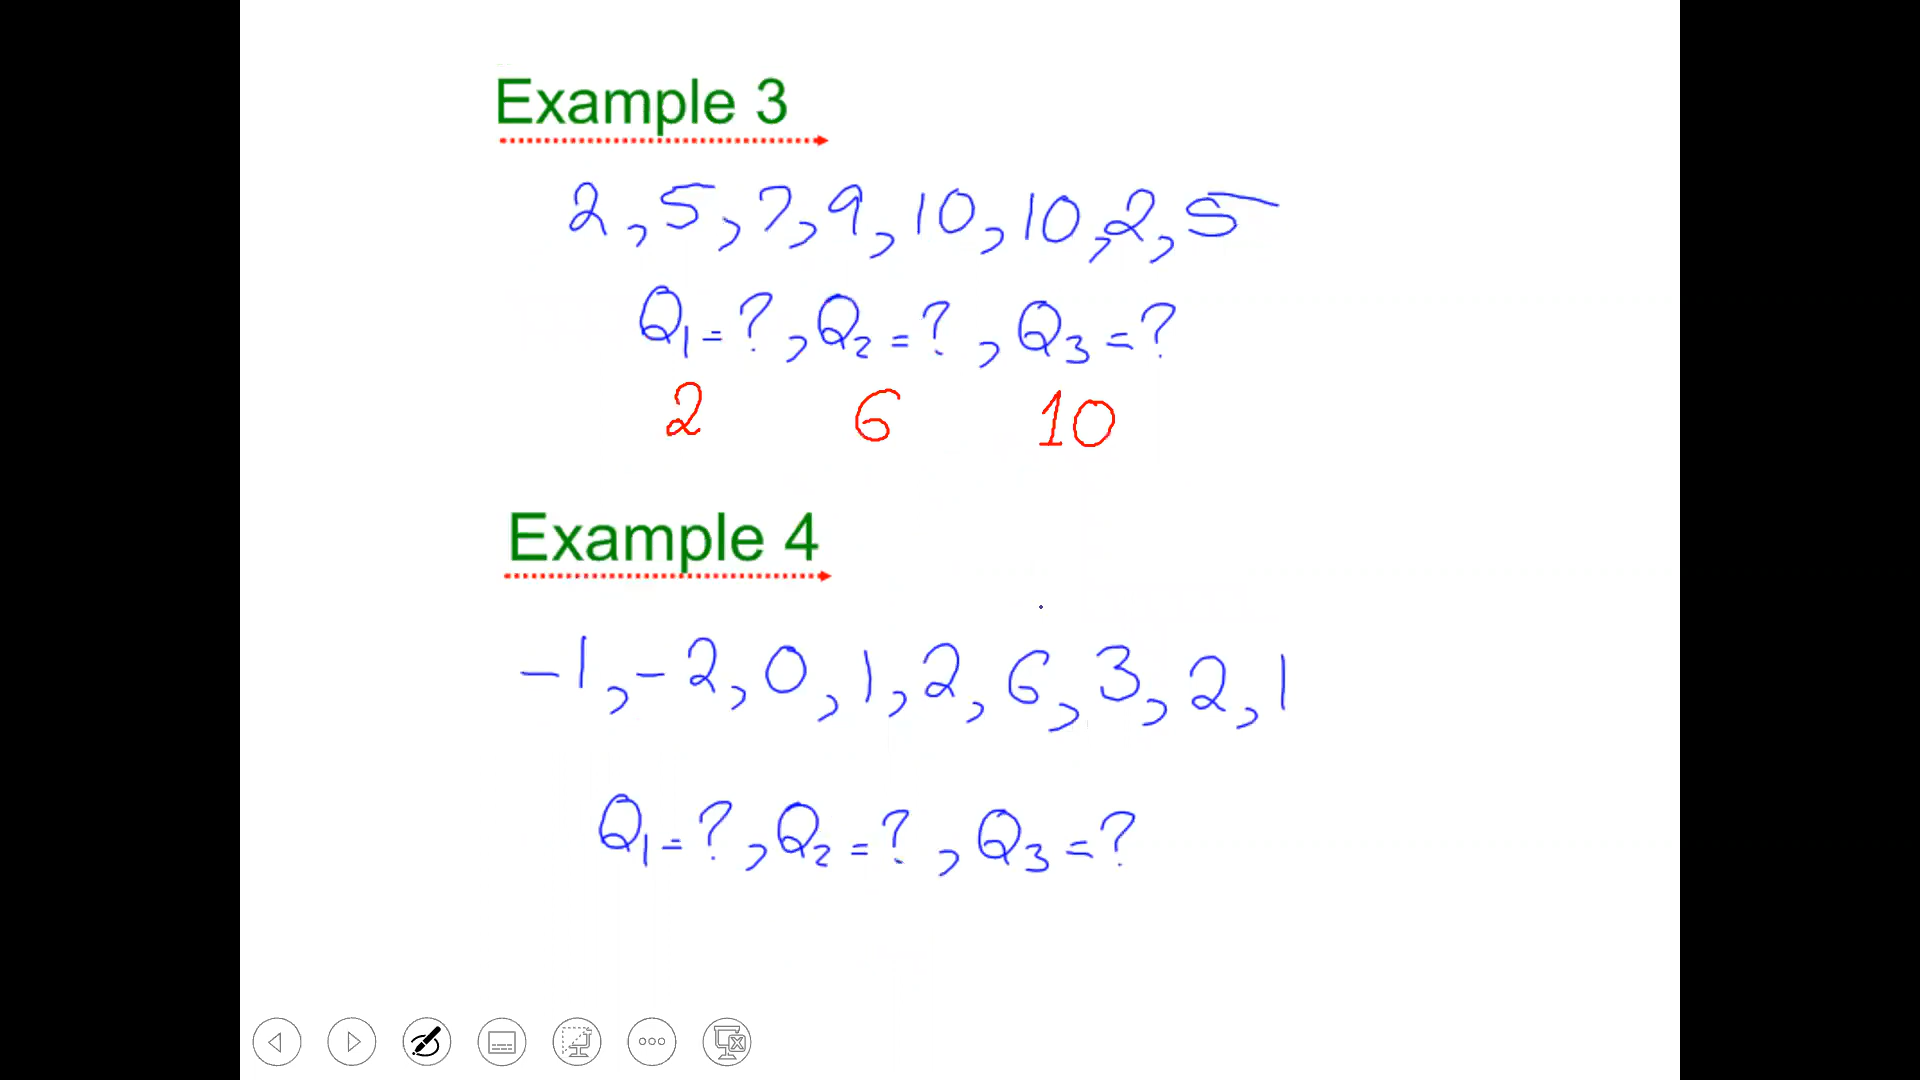 Example 3
2, 5, 7, 9, 10, 10, 2, 5
Q₁ = ?, Q₂ = ?, Q₃ = ?
2 6 10
Example 4
-1, -2, 0, 1, 2, 6, 3, 2, 1
Q₁ = ?, Q₂ = ?, Q₃ = ?